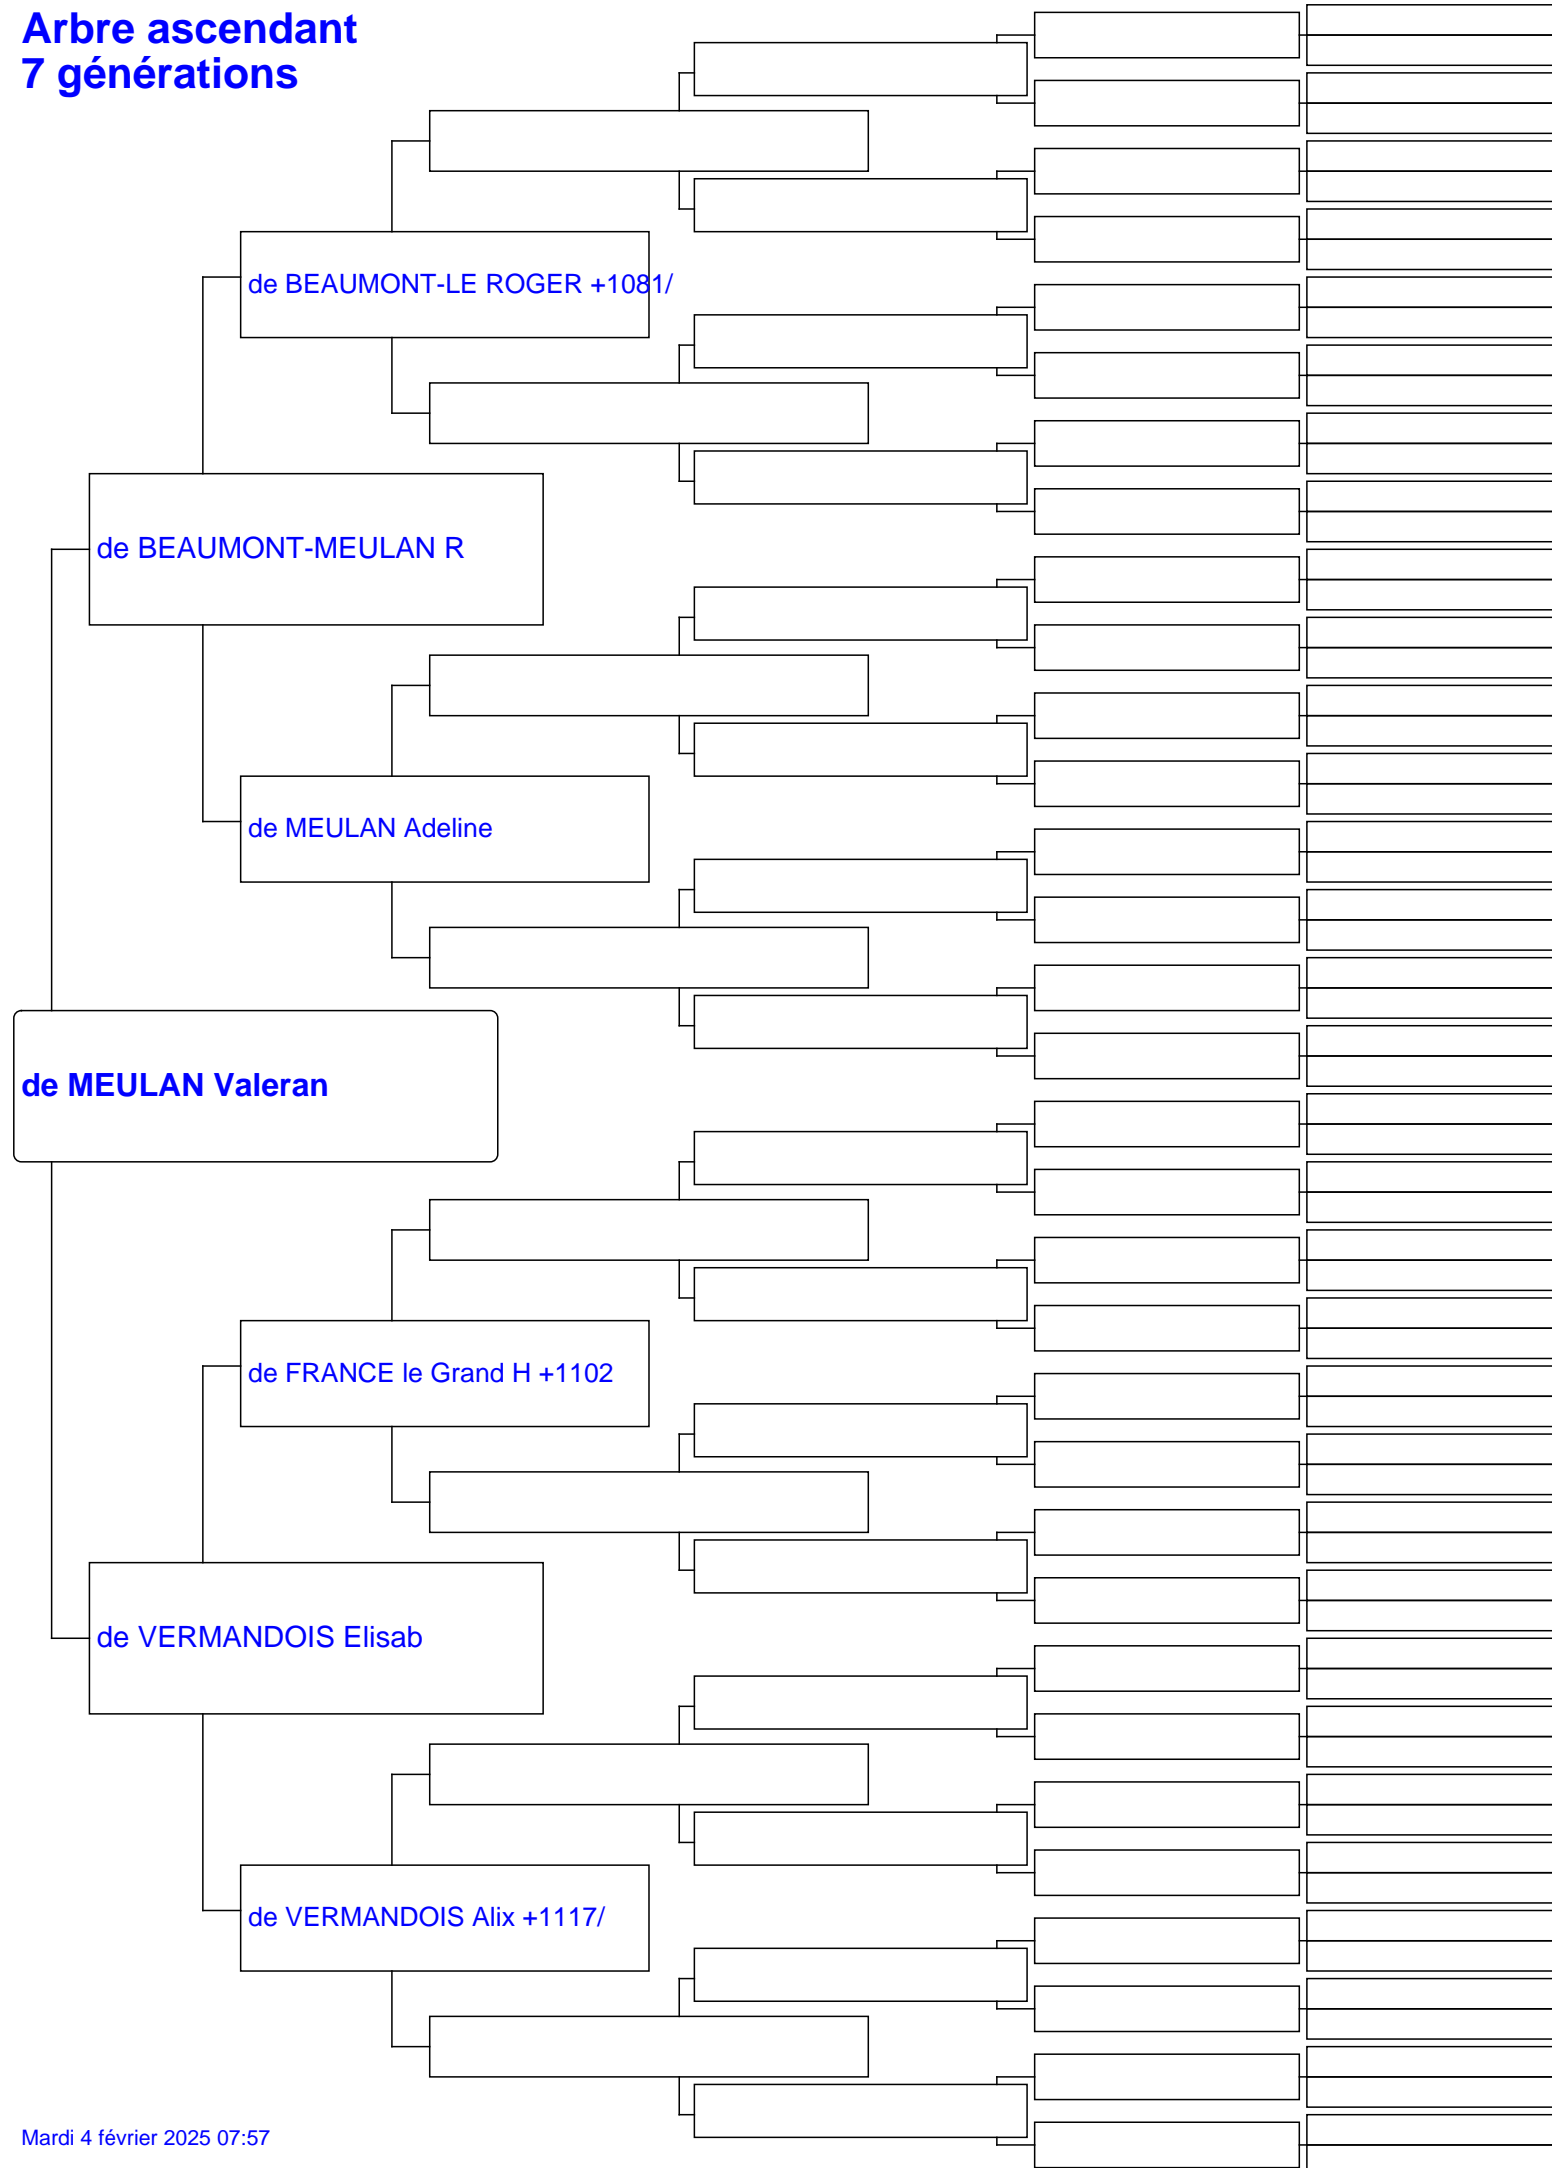 Arbre ascendant
7 générations
de BEAUMONT-LE ROGER +1081/
de BEAUMONT-MEULAN R
de MEULAN Adeline
de MEULAN Valeran
de FRANCE le Grand H +1102
de VERMANDOIS Elisab
de VERMANDOIS Alix +1117/
Mardi 4 février 2025 07:57